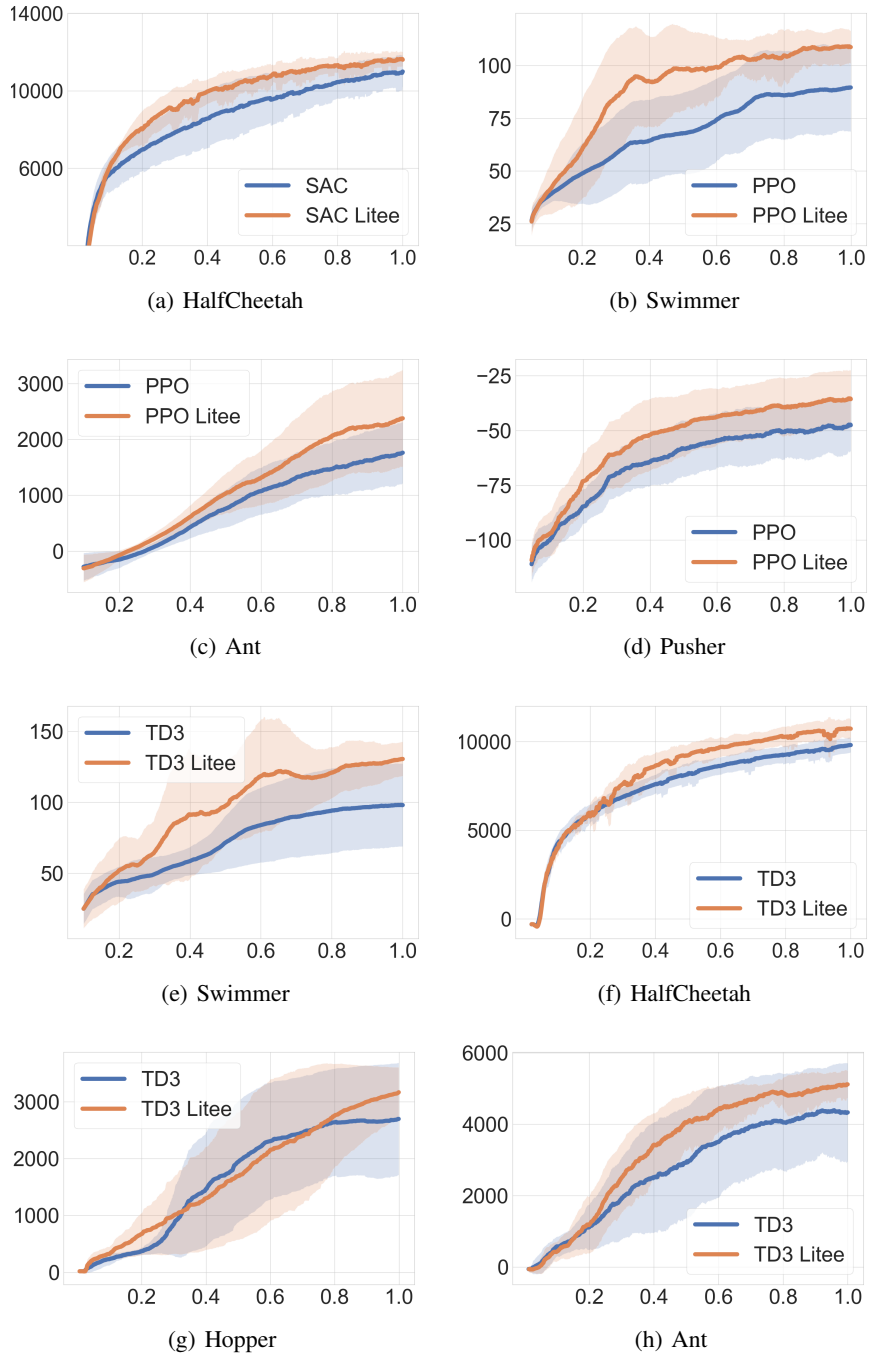 14000
10000
6000
SAC
SAC Litee
0.2 0.4 0.6 0.8 1.0
(a) HalfCheetah
100
75
50
25
PPO
PPO Litee
0.2 0.4 0.6 0.8 1.0
(b) Swimmer
3000
2000
1000
0
PPO
PPO Litee
0.2 0.4 0.6 0.8 1.0
(c) Ant
−25
−50
−75
−100
PPO
PPO Litee
0.2 0.4 0.6 0.8 1.0
(d) Pusher
150
100
50
TD3
TD3 Litee
0.2 0.4 0.6 0.8 1.0
(e) Swimmer
10000
5000
0
TD3
TD3 Litee
0.2 0.4 0.6 0.8 1.0
(f) HalfCheetah
3000
2000
1000
0
TD3
TD3 Litee
0.2 0.4 0.6 0.8 1.0
(g) Hopper
6000
4000
2000
0
TD3
TD3 Litee
0.2 0.4 0.6 0.8 1.0
(h) Ant